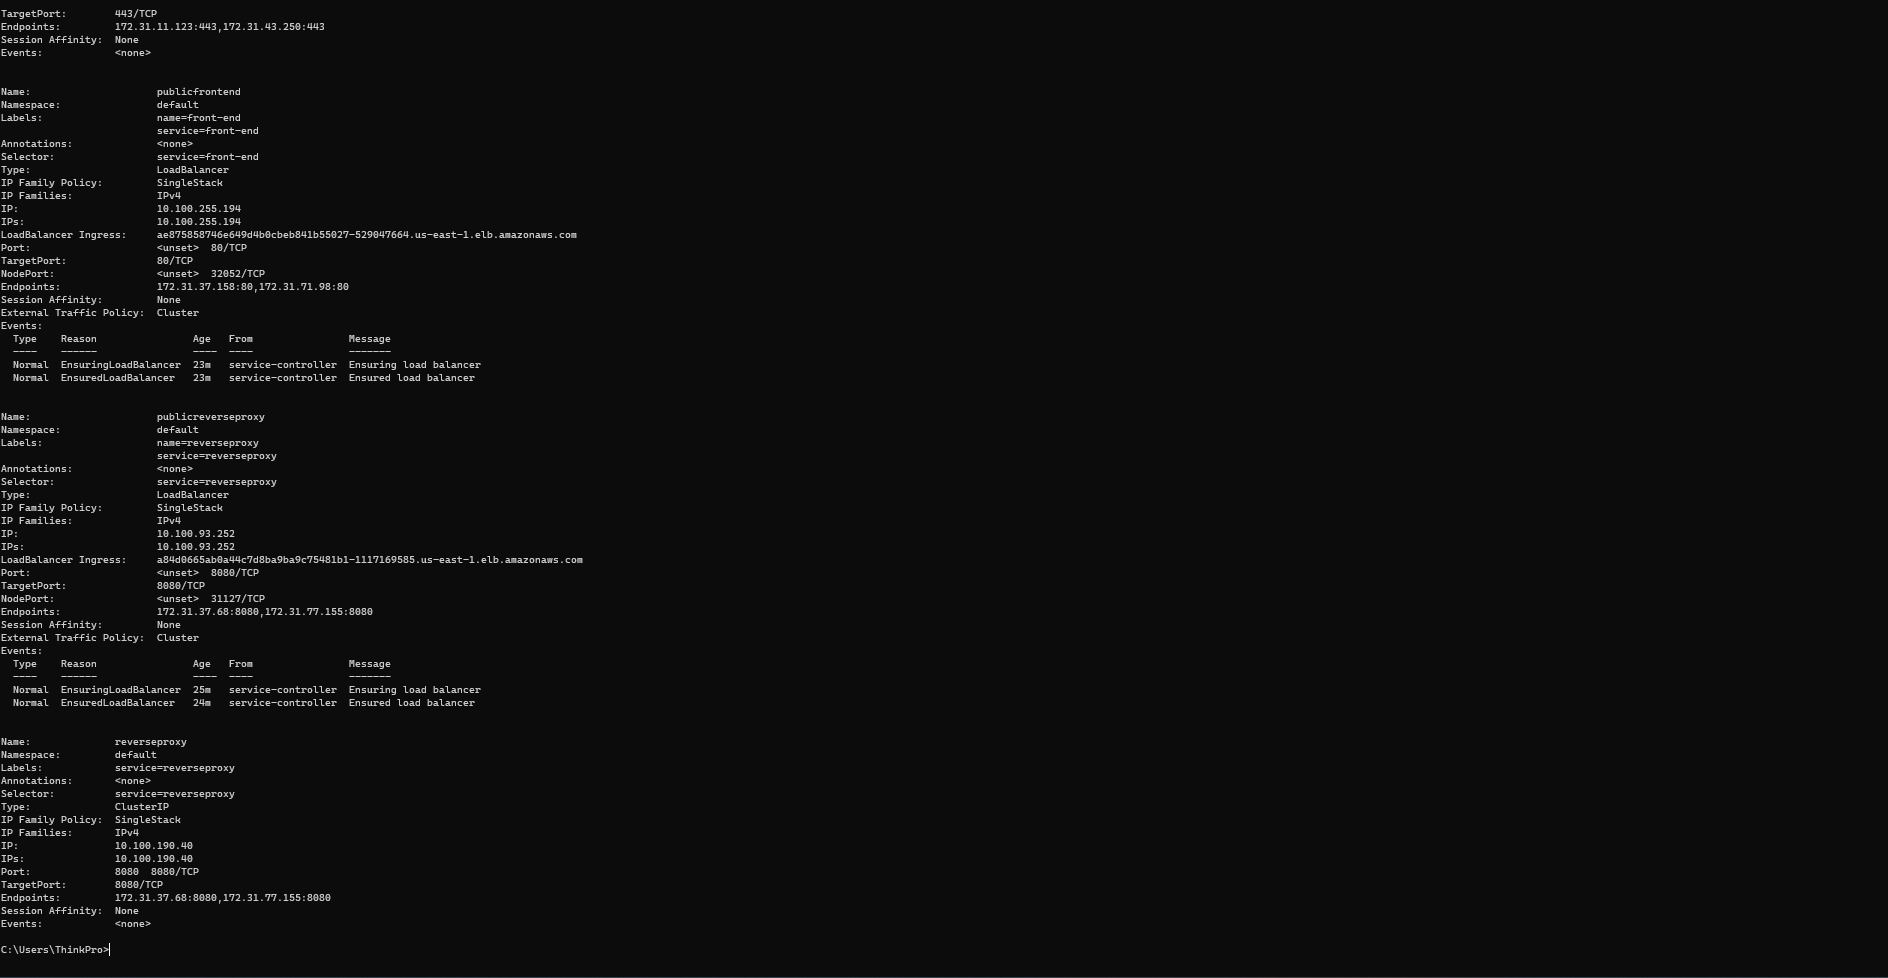 TargetPort:        443/TCP
Endpoints:         172.31.11.123:443,172.31.43.250:443
Session Affinity:  None
Events:            <none>
Name:                     publicfrontend
Namespace:                default
Labels:                   name=front-end
                          service=front-end
Annotations:              <none>
Selector:                 service=front-end
Type:                     LoadBalancer
IP Family Policy:         SingleStack
IP Families:              IPv4
IP:                       10.100.255.194
IPs:                      10.100.255.194
LoadBalancer Ingress:     ae875858746e649d4b0cbeb841b55027-529047664.us-east-1.elb.amazonaws.com
Port:                     <unset>  80/TCP
TargetPort:               80/TCP
NodePort:                 <unset>  32052/TCP
Endpoints:                172.31.37.158:80,172.31.71.98:80
Session Affinity:         None
External Traffic Policy:  Cluster
Events:
  Type    Reason                Age   From                Message
  ----    ------                ----  ----                -------
  Normal  EnsuringLoadBalancer  23m   service-controller  Ensuring load balancer
  Normal  EnsuredLoadBalancer   23m   service-controller  Ensured load balancer
Name:                     publicreverseproxy
Namespace:                default
Labels:                   name=reverseproxy
                          service=reverseproxy
Annotations:              <none>
Selector:                 service=reverseproxy
Type:                     LoadBalancer
IP Family Policy:         SingleStack
IP Families:              IPv4
IP:                       10.100.93.252
IPs:                      10.100.93.252
LoadBalancer Ingress:     a84d0665ab0a44c7d8ba9ba9c75481b1-1117169585.us-east-1.elb.amazonaws.com
Port:                     <unset>  8080/TCP
TargetPort:               8080/TCP
NodePort:                 <unset>  31127/TCP
Endpoints:                172.31.37.68:8080,172.31.77.155:8080
Session Affinity:         None
External Traffic Policy:  Cluster
Events:
  Type    Reason                Age   From                Message
  ----    ------                ----  ----                -------
  Normal  EnsuringLoadBalancer  25m   service-controller  Ensuring load balancer
  Normal  EnsuredLoadBalancer   24m   service-controller  Ensured load balancer
Name:              reverseproxy
Namespace:         default
Labels:            service=reverseproxy
Annotations:       <none>
Selector:          service=reverseproxy
Type:              ClusterIP
IP Family Policy:  SingleStack
IP Families:       IPv4
IP:                10.100.190.40
IPs:               10.100.190.40
Port:              8080  8080/TCP
TargetPort:        8080/TCP
Endpoints:         172.31.37.68:8080,172.31.77.155:8080
Session Affinity:  None
Events:            <none>
C:\Users\ThinkPro>